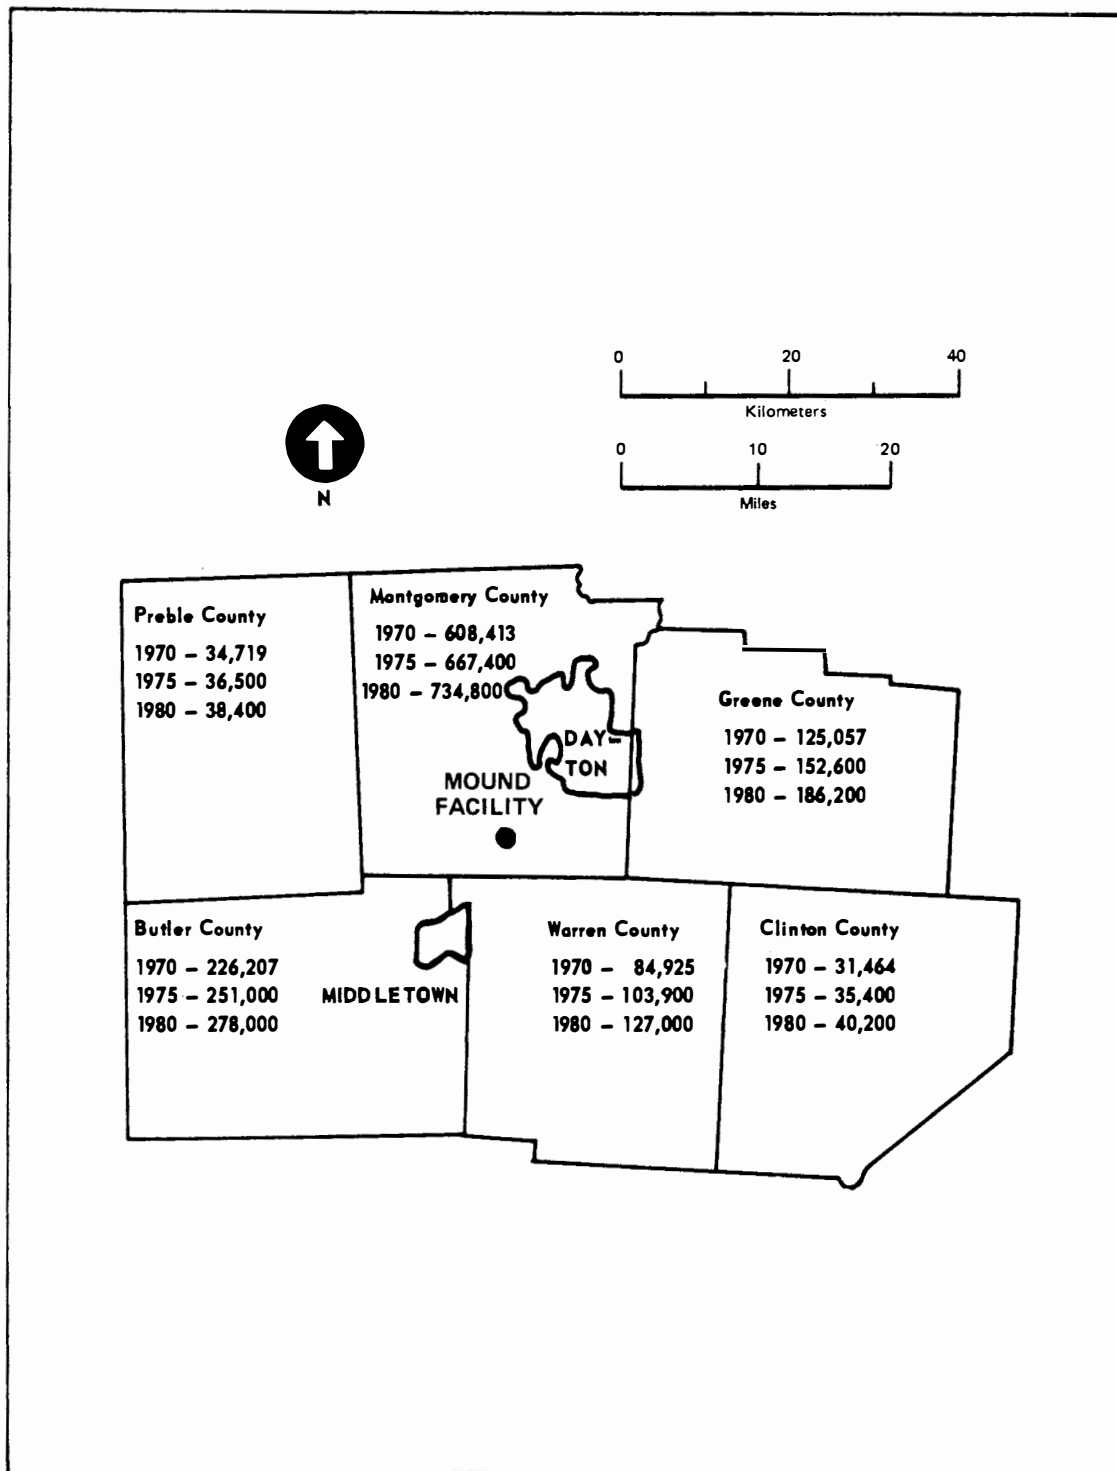 0 20 40
Kilometers
0 10 20
Miles
N
Preble County
1970 – 34,719
1975 – 36,500
1980 – 38,400
Montgomery County
1970 – 608,413
1975 – 667,400
1980 – 734,800
DAY–
TON
MOUND
FACILITY
Greene County
1970 – 125,057
1975 – 152,600
1980 – 186,200
Butler County
1970 – 226,207
1975 – 251,000
1980 – 278,000
MIDDLETOWN
Warren County
1970 – 84,925
1975 – 103,900
1980 – 127,000
Clinton County
1970 – 31,464
1975 – 35,400
1980 – 40,200